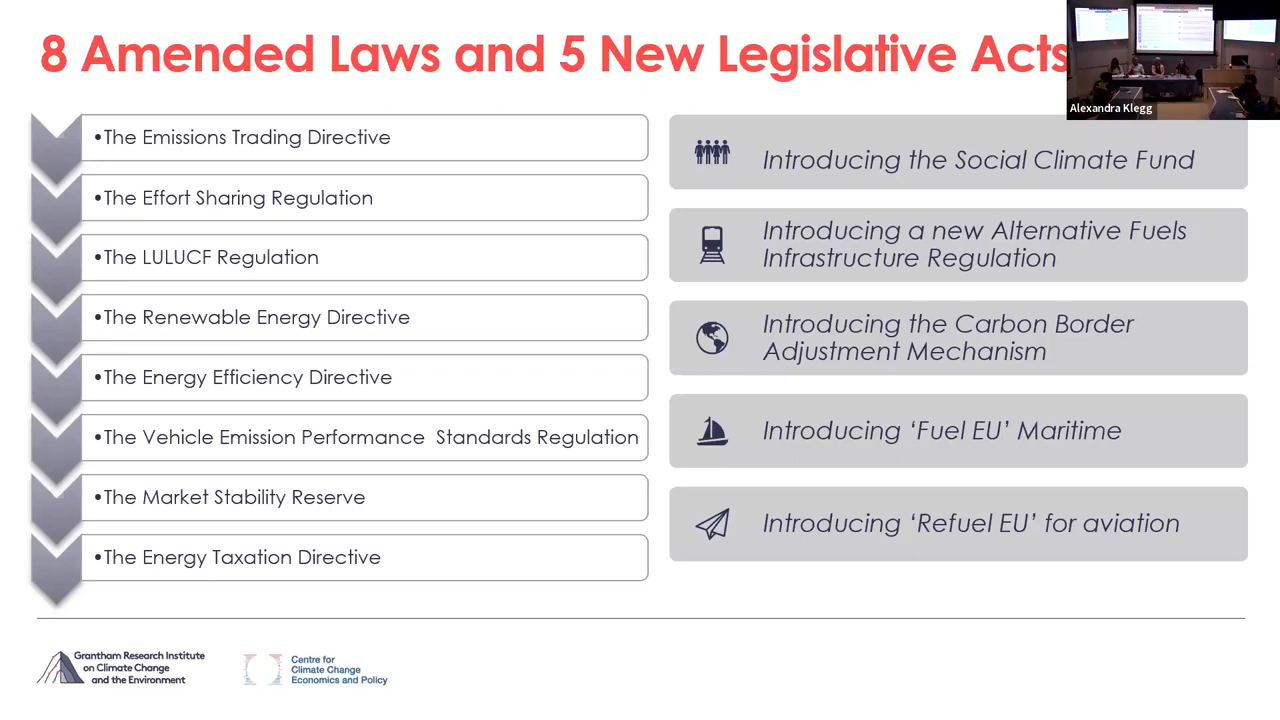 8 Amended Laws and 5 New Legislative Acts
Alexandra Klegg
•The Emissions Trading Directive
•The Effort Sharing Regulation
•The LULUCF Regulation
•The Renewable Energy Directive
•The Energy Efficiency Directive
•The Vehicle Emission Performance  Standards Regulation
•The Market Stability Reserve
•The Energy Taxation Directive
Introducing the Social Climate Fund
Introducing a new Alternative Fuels
Infrastructure Regulation
Introducing the Carbon Border
Adjustment Mechanism
Introducing ‘Fuel EU’ Maritime
Introducing ‘Refuel EU’ for aviation
Grantham Research Institute
on Climate Change
and the Environment
Centre for
Climate Change
Economics and Policy